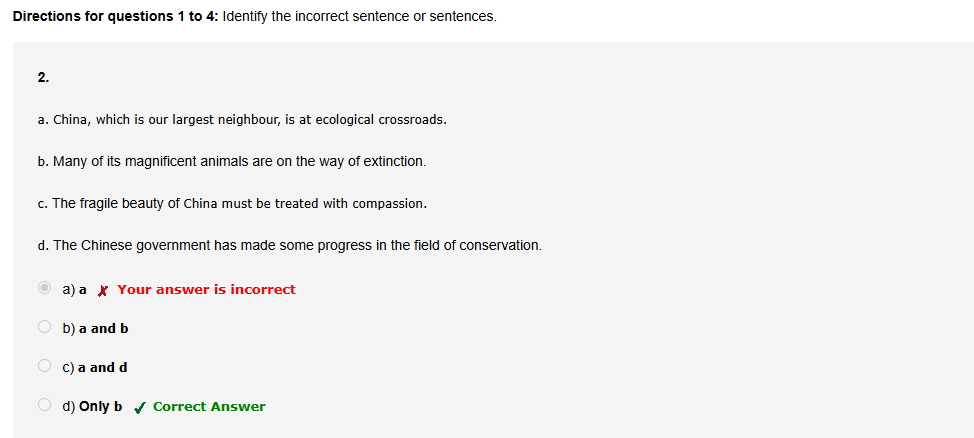 Directions for questions 1 to 4: Identify the incorrect sentence or sentences.
2.
a. China, which is our largest neighbour, is at ecological crossroads.
b. Many of its magnificent animals are on the way of extinction.
c. The fragile beauty of China must be treated with compassion.
d. The Chinese government has made some progress in the field of conservation.
a) a ✗ Your answer is incorrect
b) a and b
c) a and d
d) Only b ✓ Correct Answer